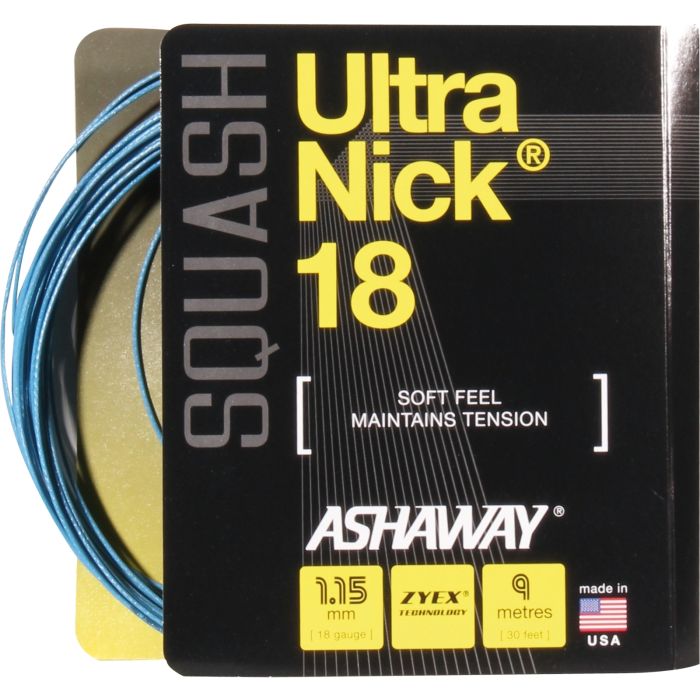 SQUASH
Ultra
Nick®
18
[ SOFT FEEL
MAINTAINS TENSION ]
ASHAWAY®
1.15
mm
[ 18 gauge ]
ZYEX®
TECHNOLOGY
9
metres
[ 30 feet ]
made in
USA